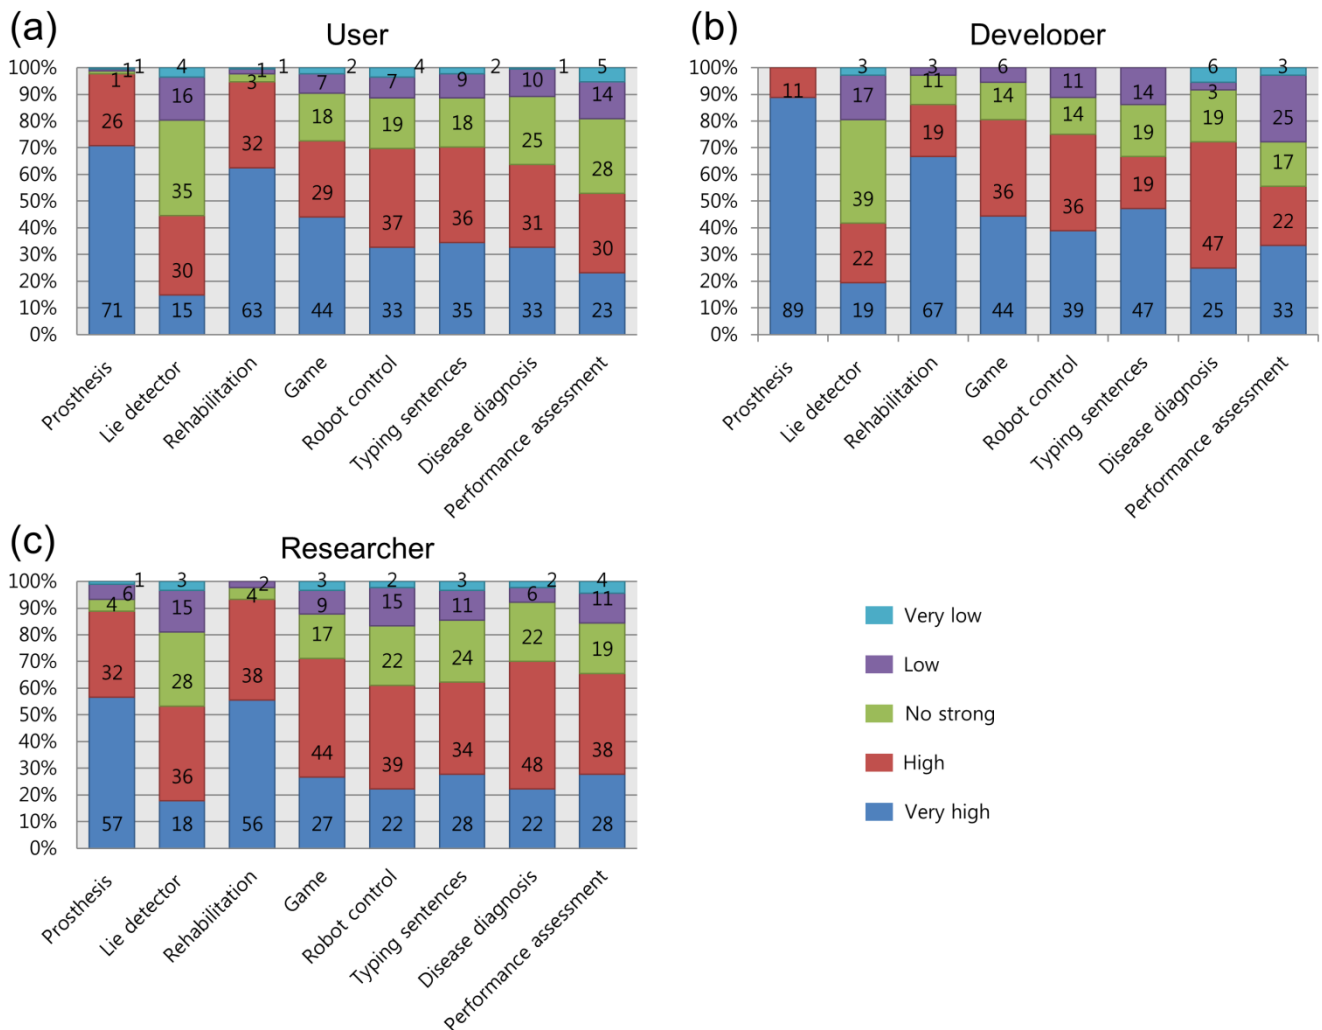 (a)
User
100%
90%
80%
70%
60%
50%
40%
30%
20%
10%
0%
1 1 4 1 1 2 4 2 1 5
1 16 3 7 7 9 10 14
26 35 32 18 19 18 25 28
30 29 37 36 31 30
71 15 63 44 33 35 33 23
Prosthesis
Lie detector
Rehabilitation
Game
Robot control
Typing sentences
Disease diagnosis
Performance assessment
(b)
Developer
100%
90%
80%
70%
60%
50%
40%
30%
20%
10%
0%
3 3 6 6 3
11 17 11 14 11 14 3 25
39 19 36 14 19 19 17
22 36 19 47 22
89 19 67 44 39 47 25 33
Prosthesis
Lie detector
Rehabilitation
Game
Robot control
Typing sentences
Disease diagnosis
Performance assessment
(c)
Researcher
100%
90%
80%
70%
60%
50%
40%
30%
20%
10%
0%
1 3 2 3 2 3 2 4
6 15 4 9 15 11 6 11
4 28 38 17 22 24 22 19
32 36 44 39 34 48 38
57 18 56 27 22 28 22 28
Prosthesis
Lie detector
Rehabilitation
Game
Robot control
Typing sentences
Disease diagnosis
Performance assessment
Very low
Low
No strong
High
Very high